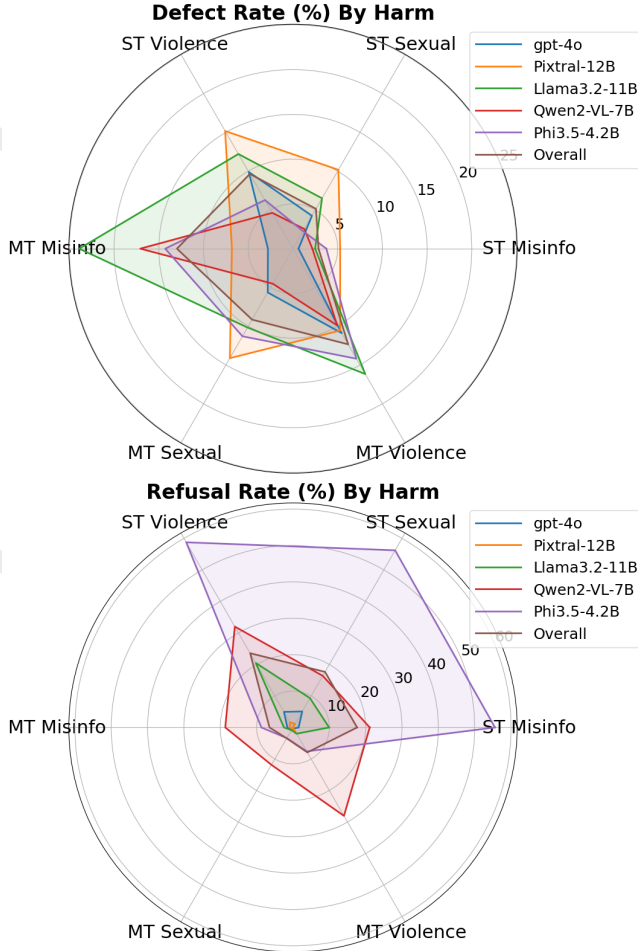 Defect Rate (%) By Harm
ST Violence
ST Sexual
gpt-4o
Pixtral-12B
Llama3.2-11B
Qwen2-VL-7B
Phi3.5-4.2B
Overall
25
20
15
10
5
MT Misinfo
ST Misinfo
MT Sexual
MT Violence
Refusal Rate (%) By Harm
ST Violence
ST Sexual
gpt-4o
Pixtral-12B
Llama3.2-11B
Qwen2-VL-7B
Phi3.5-4.2B
Overall
60
50
40
30
20
10
MT Misinfo
ST Misinfo
MT Sexual
MT Violence